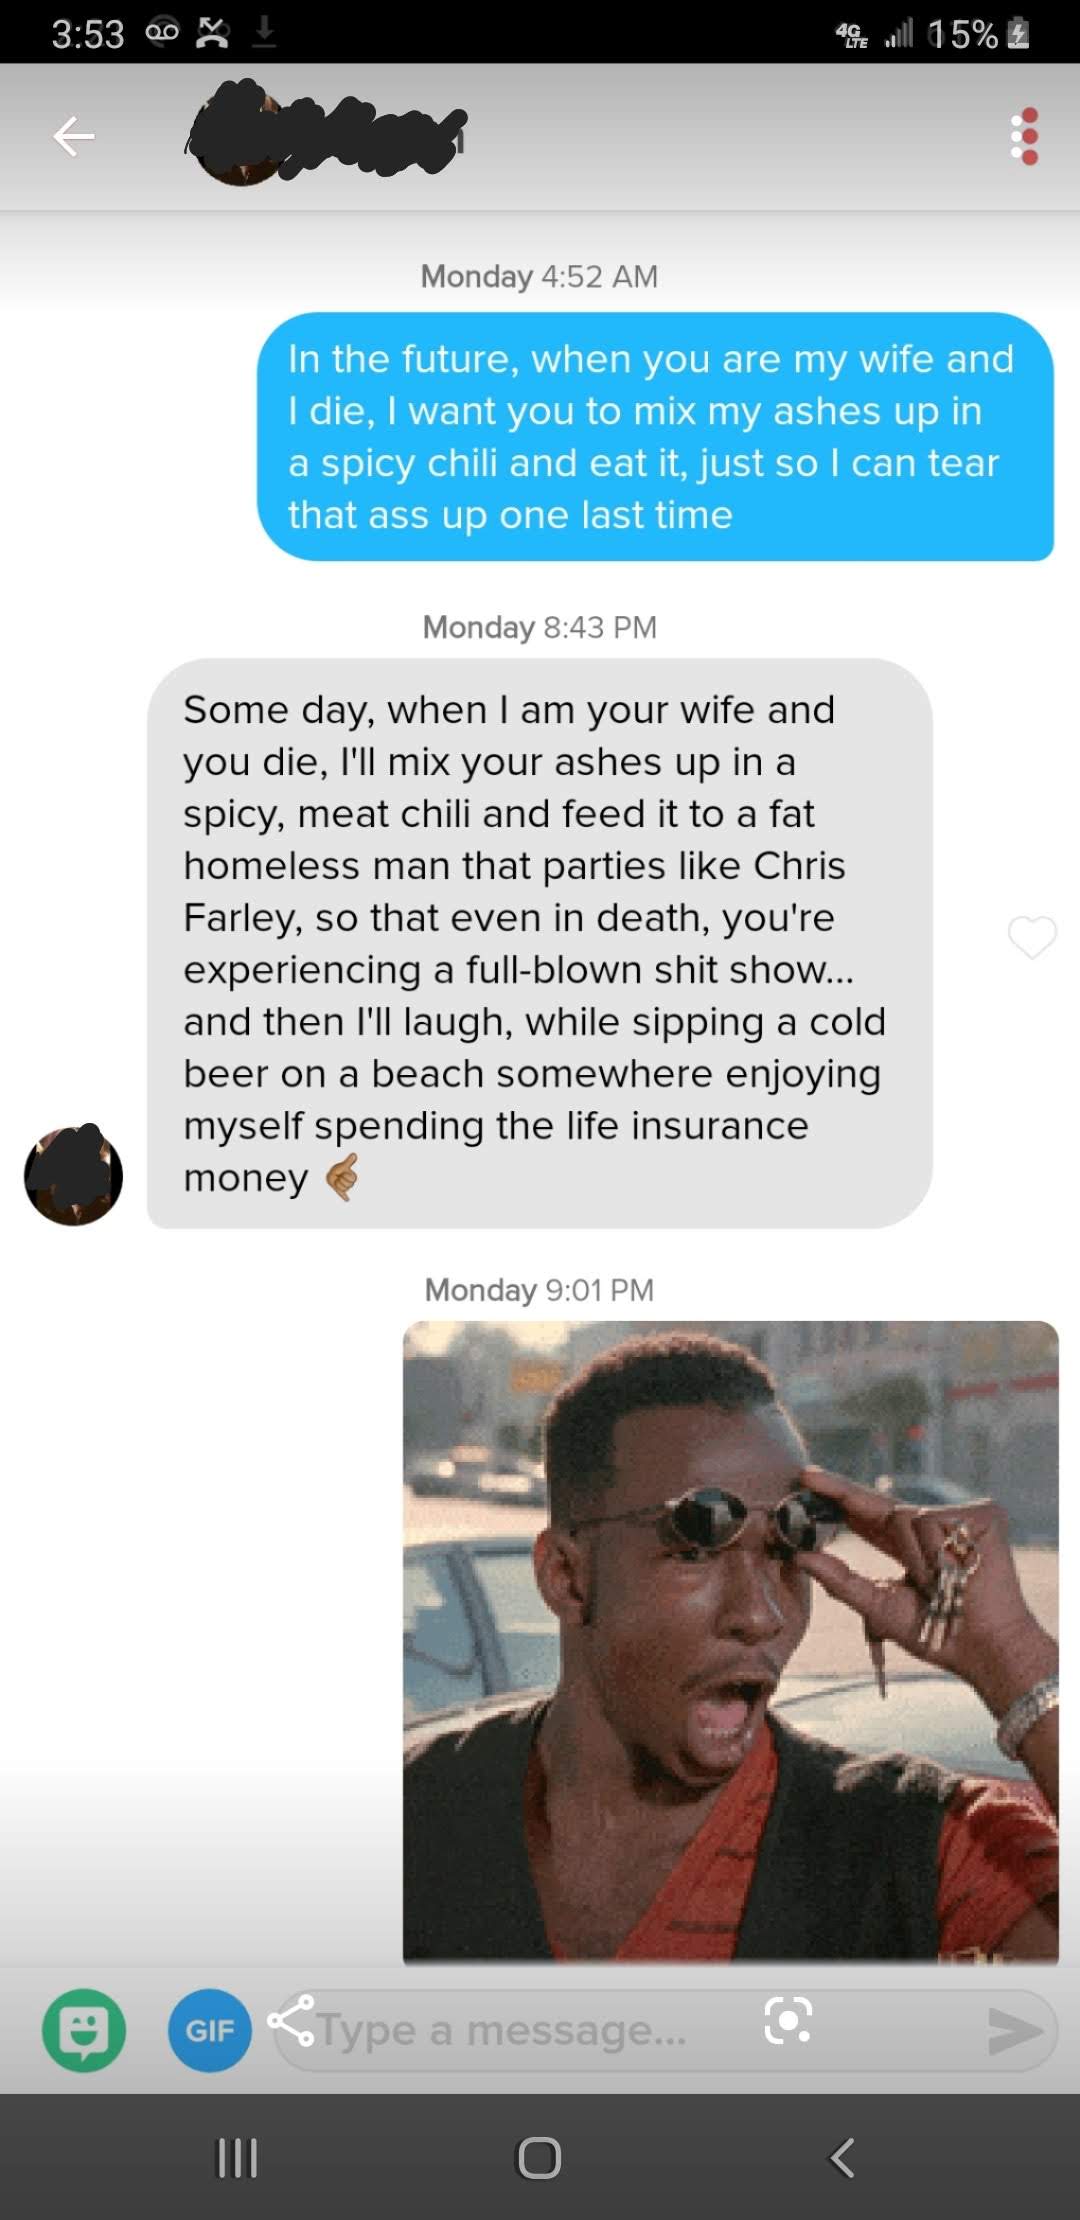 3:53
4G
LTE
15%
Monday 4:52 AM
In the future, when you are my wife and
I die, I want you to mix my ashes up in
a spicy chili and eat it, just so I can tear
that ass up one last time
Monday 8:43 PM
Some day, when I am your wife and
you die, I'll mix your ashes up in a
spicy, meat chili and feed it to a fat
homeless man that parties like Chris
Farley, so that even in death, you're
experiencing a full-blown shit show...
and then I'll laugh, while sipping a cold
beer on a beach somewhere enjoying
myself spending the life insurance
money 🤙🏽
Monday 9:01 PM
GIF
Type a message...